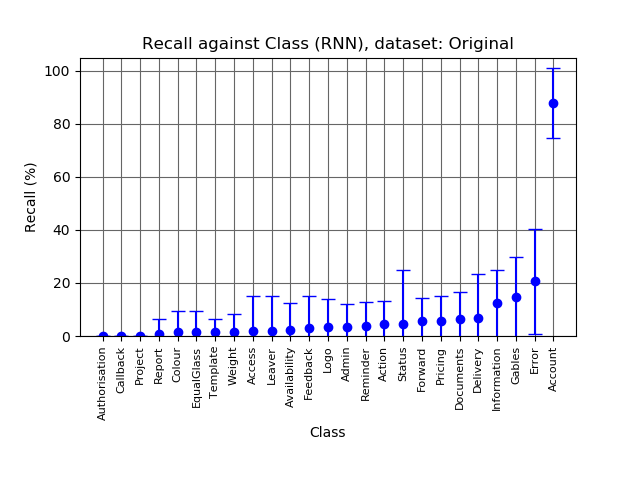 Recall against Class (RNN), dataset: Original
100
80
60
40
20
0
Recall (%)
Authorisation
Callback
Project
Report
Colour
EqualGlass
Template
Weight
Access
Leaver
Availability
Feedback
Logo
Admin
Reminder
Action
Status
Forward
Pricing
Documents
Delivery
Information
Gables
Error
Account
Class